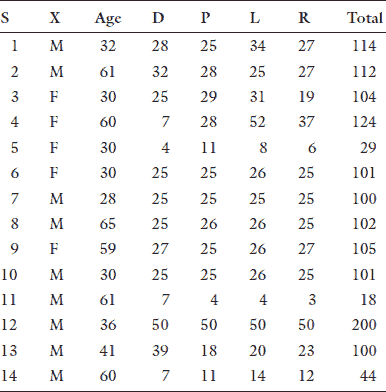 S X Age D P L R Total
1 M 32 28 25 34 27 114
2 M 61 32 28 25 27 112
3 F 30 25 29 31 19 104
4 F 60 7 28 52 37 124
5 F 30 4 11 8 6 29
6 F 30 25 25 26 25 101
7 M 28 25 25 25 25 100
8 M 65 25 26 26 25 102
9 F 59 27 25 26 27 105
10 M 30 25 25 26 25 101
11 M 61 7 4 4 3 18
12 M 36 50 50 50 50 200
13 M 41 39 18 20 23 100
14 M 60 7 11 14 12 44